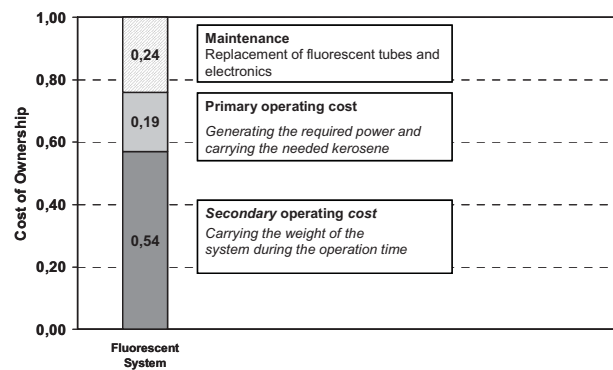 1,00
0,80
0,60
0,40
0,20
0,00
Cost of Ownership
0,24
0,19
0,54
Maintenance
Replacement of fluorescent tubes and
electronics
Primary operating cost
Generating the required power and
carrying the needed kerosene
Secondary operating cost
Carrying the weight of the
system during the operation time
Fluorescent
System